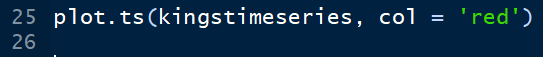 25 plot.ts(kingstimeseries, col = 'red')
26